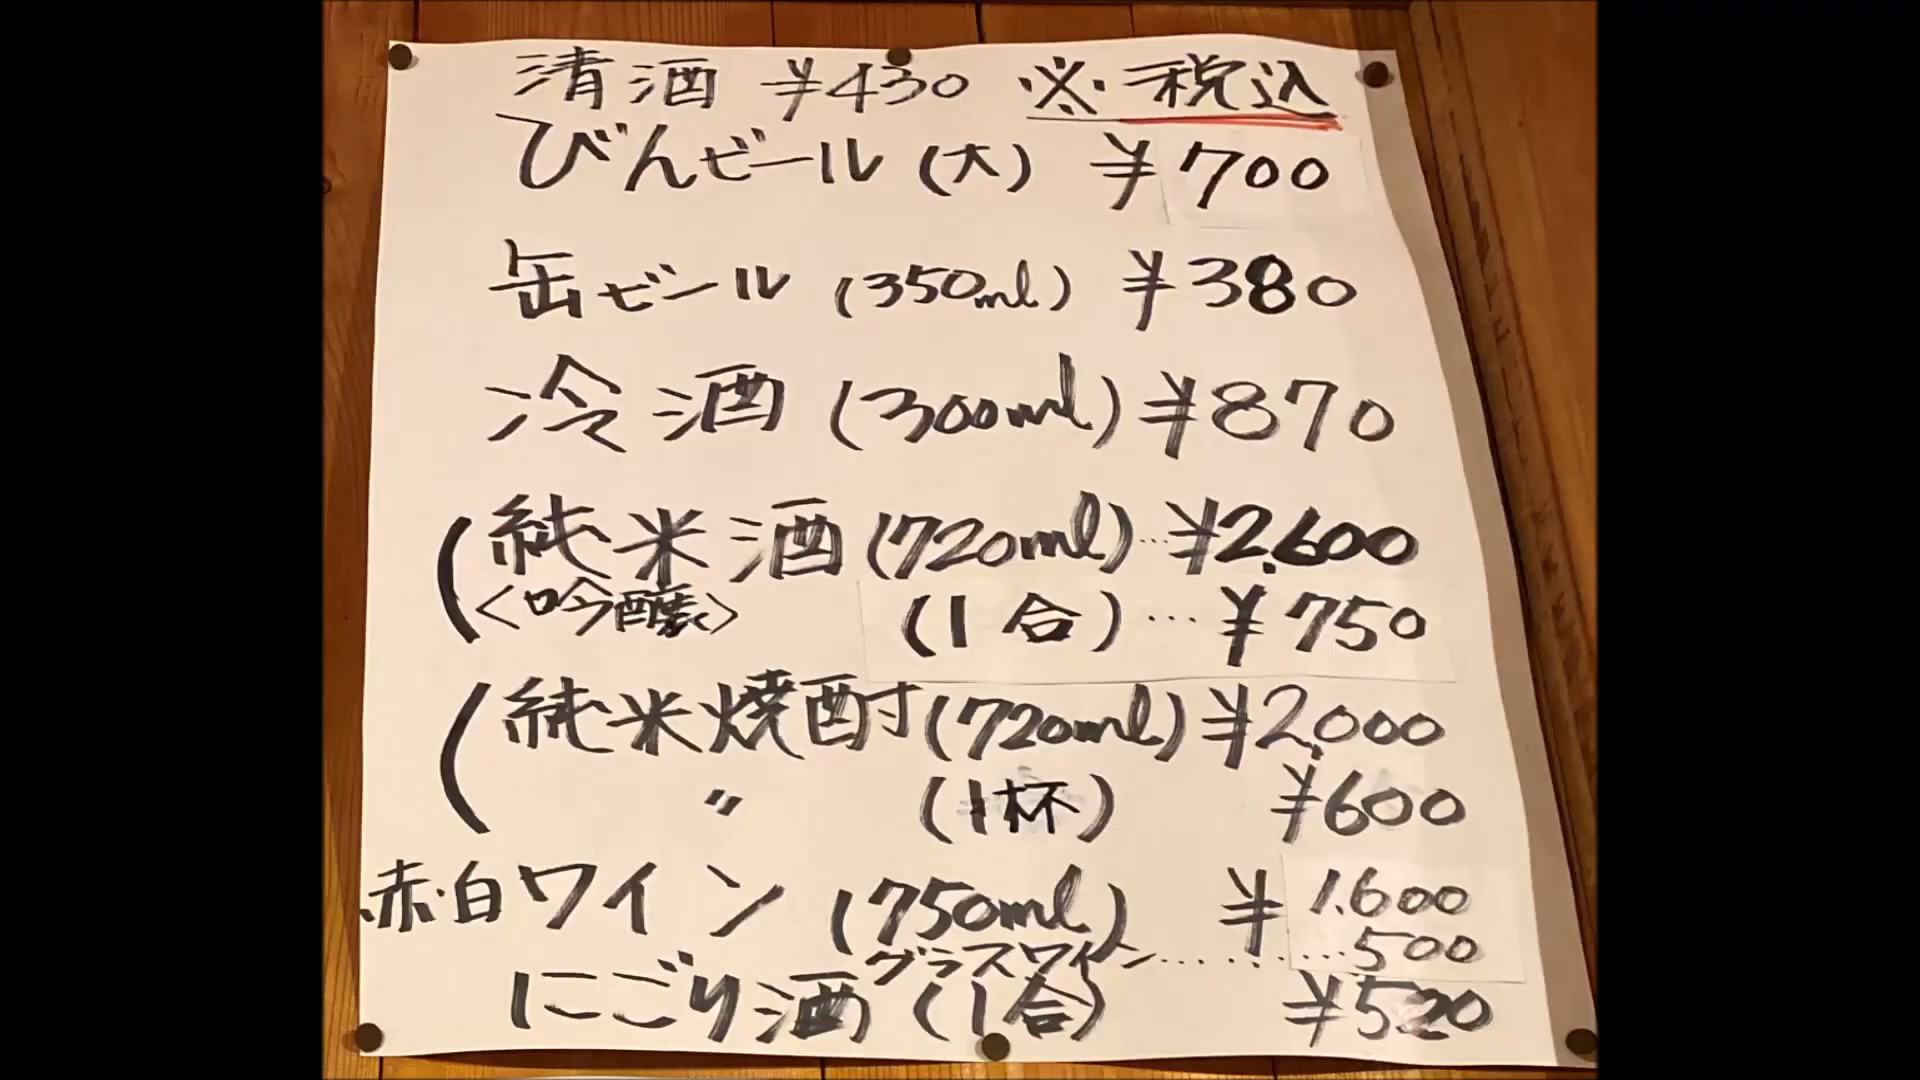 清酒 ¥430 ※税込
びんビール(大) ¥700
缶ビール(350ml) ¥380
冷酒(300ml) ¥870
純米酒(720ml)…¥2.600
<吟醸> (1合)…¥750
純米焼酎(720ml) ¥2.000
〃 (1杯) ¥600
赤・白ワイン(750ml) ¥1.600
グラスワイン………500
にごり酒(1合) ¥520